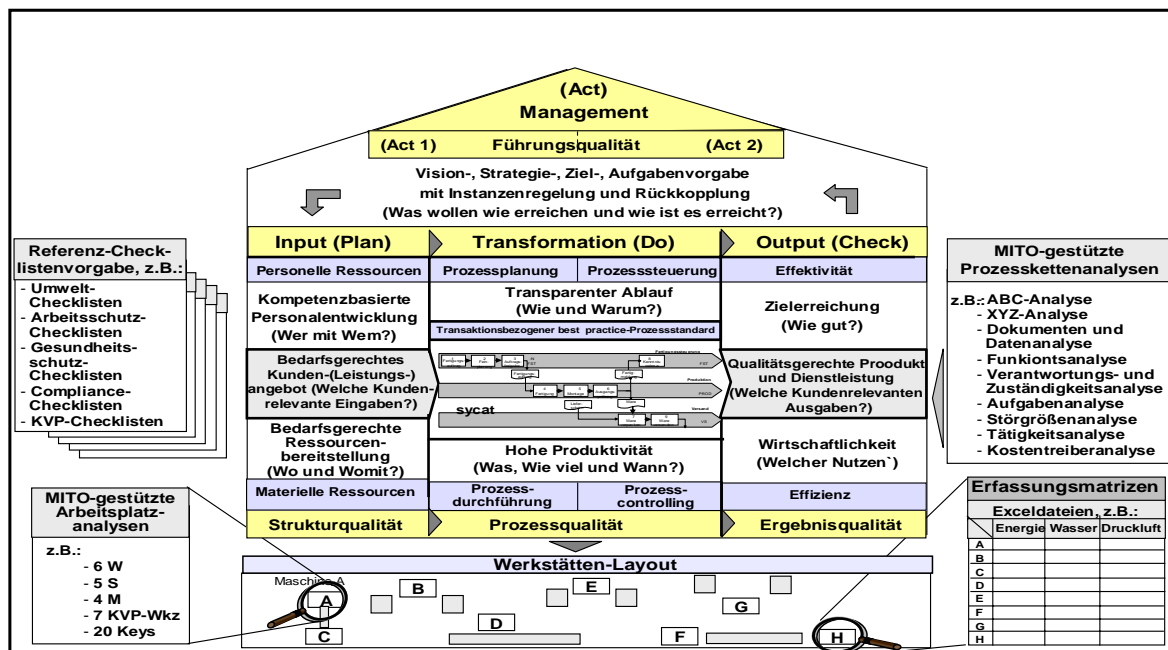 (Act)
Management
(Act 1) Führungsqualität (Act 2)
Vision-, Strategie-, Ziel-, Aufgabenvorgabe
mit Instanzenregelung und Rückkopplung
(Was wollen wie erreichen und wie ist es erreicht?)
Input (Plan) Transformation (Do) Output (Check)
Personelle Ressourcen Prozessplanung Prozesssteuerung Effektivität
Kompetenzbasierte
Personalentwicklung
(Wer mit Wem?)
Transparenter Ablauf
(Wie und Warum?)
Zielerreichung
(Wie gut?)
Transaktionsbezogener best practice-Prozessstandard
Bedarfsgerechtes
Kunden-(Leistungs-)
angebot (Welche Kunden-
relevante Eingaben?)
Produktion
PROD
Versand
VS
sycat
Qualitätsgerechte Proodukt
und Dienstleistung
(Welche Kundenrelevanten
Ausgaben?)
Bedarfsgerechte
Ressourcen-
bereitstellung
(Wo und Womit?)
Hohe Produktivität
(Was, Wie viel und Wann?)
Wirtschaftlichkeit
(Welcher Nutzen`)
Materielle Ressourcen
Prozess-
durchführung
Prozess-
controlling
Effizienz
Strukturqualität Prozessqualität Ergebnisqualität
Referenz-Check-
listenvorgabe, z.B.:
- Umwelt-
Checklisten
- Arbeitsschutz-
Checklisten
- Gesundheits-
schutz-
Checklisten
- Compliance-
Checklisten
- KVP-Checklisten
MITO-gestützte
Prozesskettenanalysen
z.B.: - ABC-Analyse
- XYZ-Analyse
- Dokumenten und
Datenanalyse
- Funkiontsanalyse
- Verantwortungs- und
Zuständigkeitsanalyse
- Aufgabenanalyse
- Störgrößenanalyse
- Tätigkeitsanalyse
- Kostentreiberanalyse
MITO-gestützte
Arbeitsplatz-
analysen
z.B.:
- 6 W
- 5 S
- 4 M
- 7 KVP-Wkz
- 20 Keys
Erfassungsmatrizen
Exceldateien, z.B.:
Energie Wasser Druckluft
A
B
C
D
E
F
G
H
Werkstätten-Layout
Maschine A
A
B
E
G
D
C
F
H